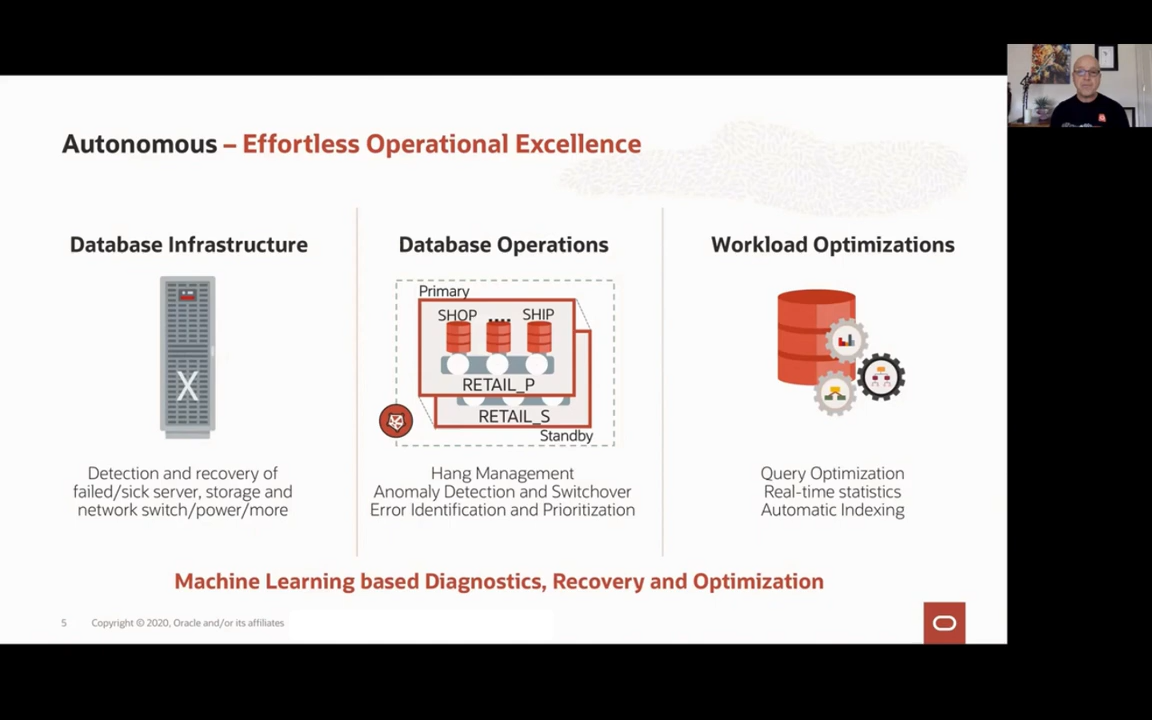 Autonomous – Effortless Operational Excellence
Database Infrastructure
X
Detection and recovery of
failed/sick server, storage and
network switch/power/more
Database Operations
Primary
SHOP .... SHIP
RETAIL_P
RETAIL_S
Standby
Hang Management
Anomaly Detection and Switchover
Error Identification and Prioritization
Workload Optimizations
Query Optimization
Real-time statistics
Automatic Indexing
Machine Learning based Diagnostics, Recovery and Optimization
5 Copyright © 2020, Oracle and/or its affiliates